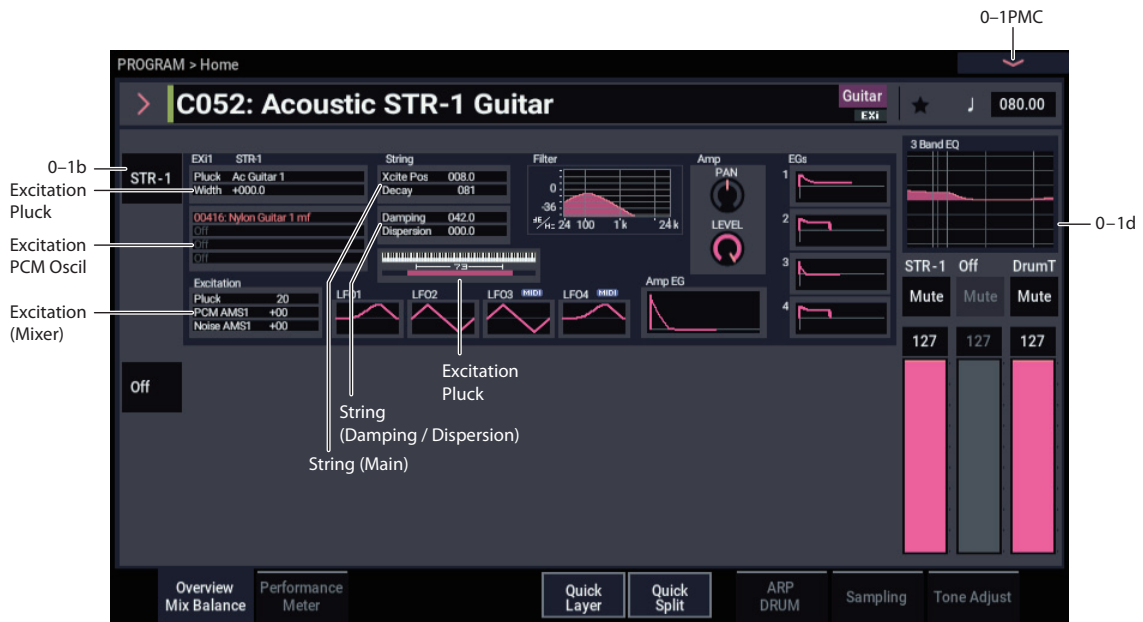 0–1PMC
PROGRAM > Home
C052: Acoustic STR-1 Guitar
Guitar
EXi
♩ 080.00
0–1b
STR-1
EXi1 STR-1
Pluck Ac Guitar 1
Width +000.0
00416: Nylon Guitar 1 mf
Off
Off
Off
Excitation
Pluck 20
PCM AMS1 +00
Noise AMS1 +00
String
Xcite Pos 008.0
Decay 081
Damping 042.0
Dispersion 000.0
73
Filter
0
-36
dB/Hz 24 100 1k 24k
Amp
PAN
LEVEL
EGs
1
2
3
4
LFO1
LFO2
LFO3 MIDI
LFO4 MIDI
Amp EG
3 Band EQ
0–1d
STR-1 Off DrumT
Mute Mute Mute
127 127 127
Excitation
Pluck
Excitation
PCM Oscil
Excitation
(Mixer)
Off
Excitation
Pluck
String
(Damping / Dispersion)
String (Main)
Overview
Mix Balance
Performance
Meter
Quick
Layer
Quick
Split
ARP
DRUM
Sampling
Tone Adjust